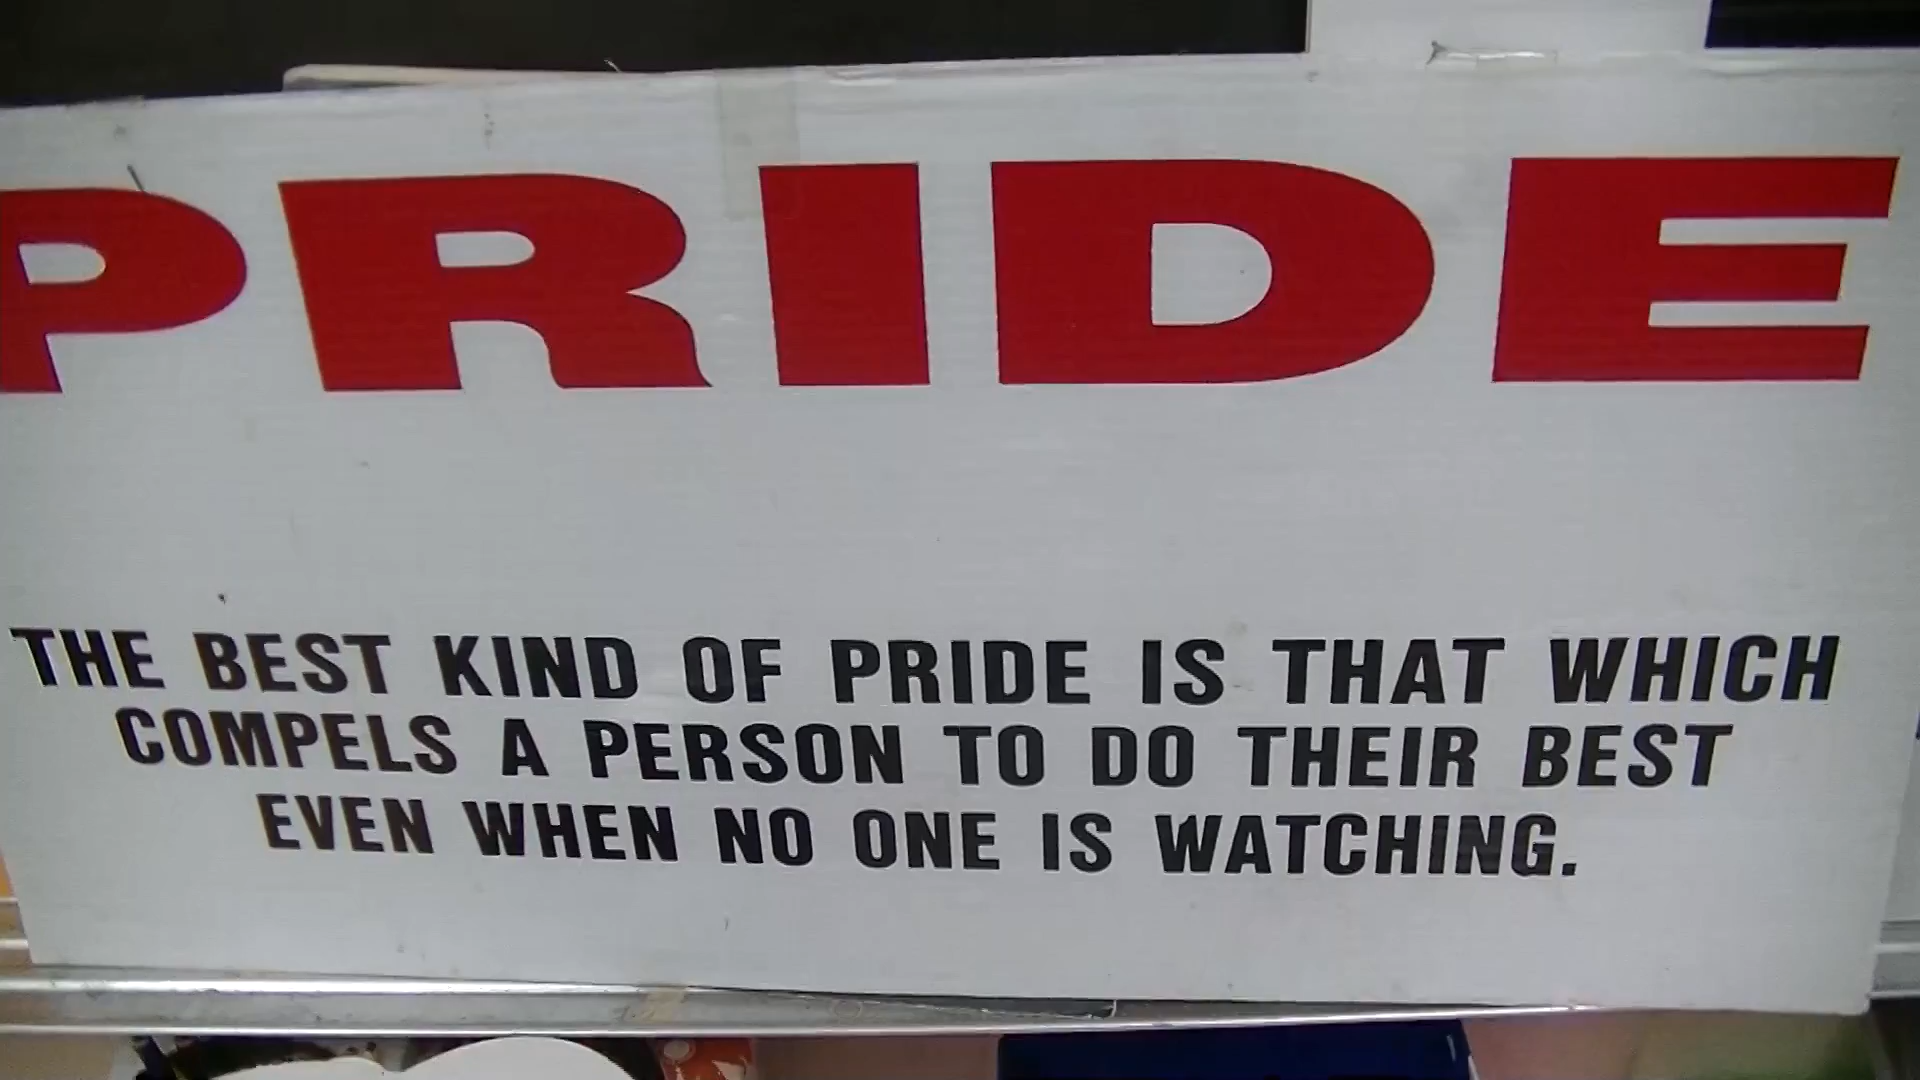 PRIDE
THE BEST KIND OF PRIDE IS THAT WHICH
COMPELS A PERSON TO DO THEIR BEST
EVEN WHEN NO ONE IS WATCHING.